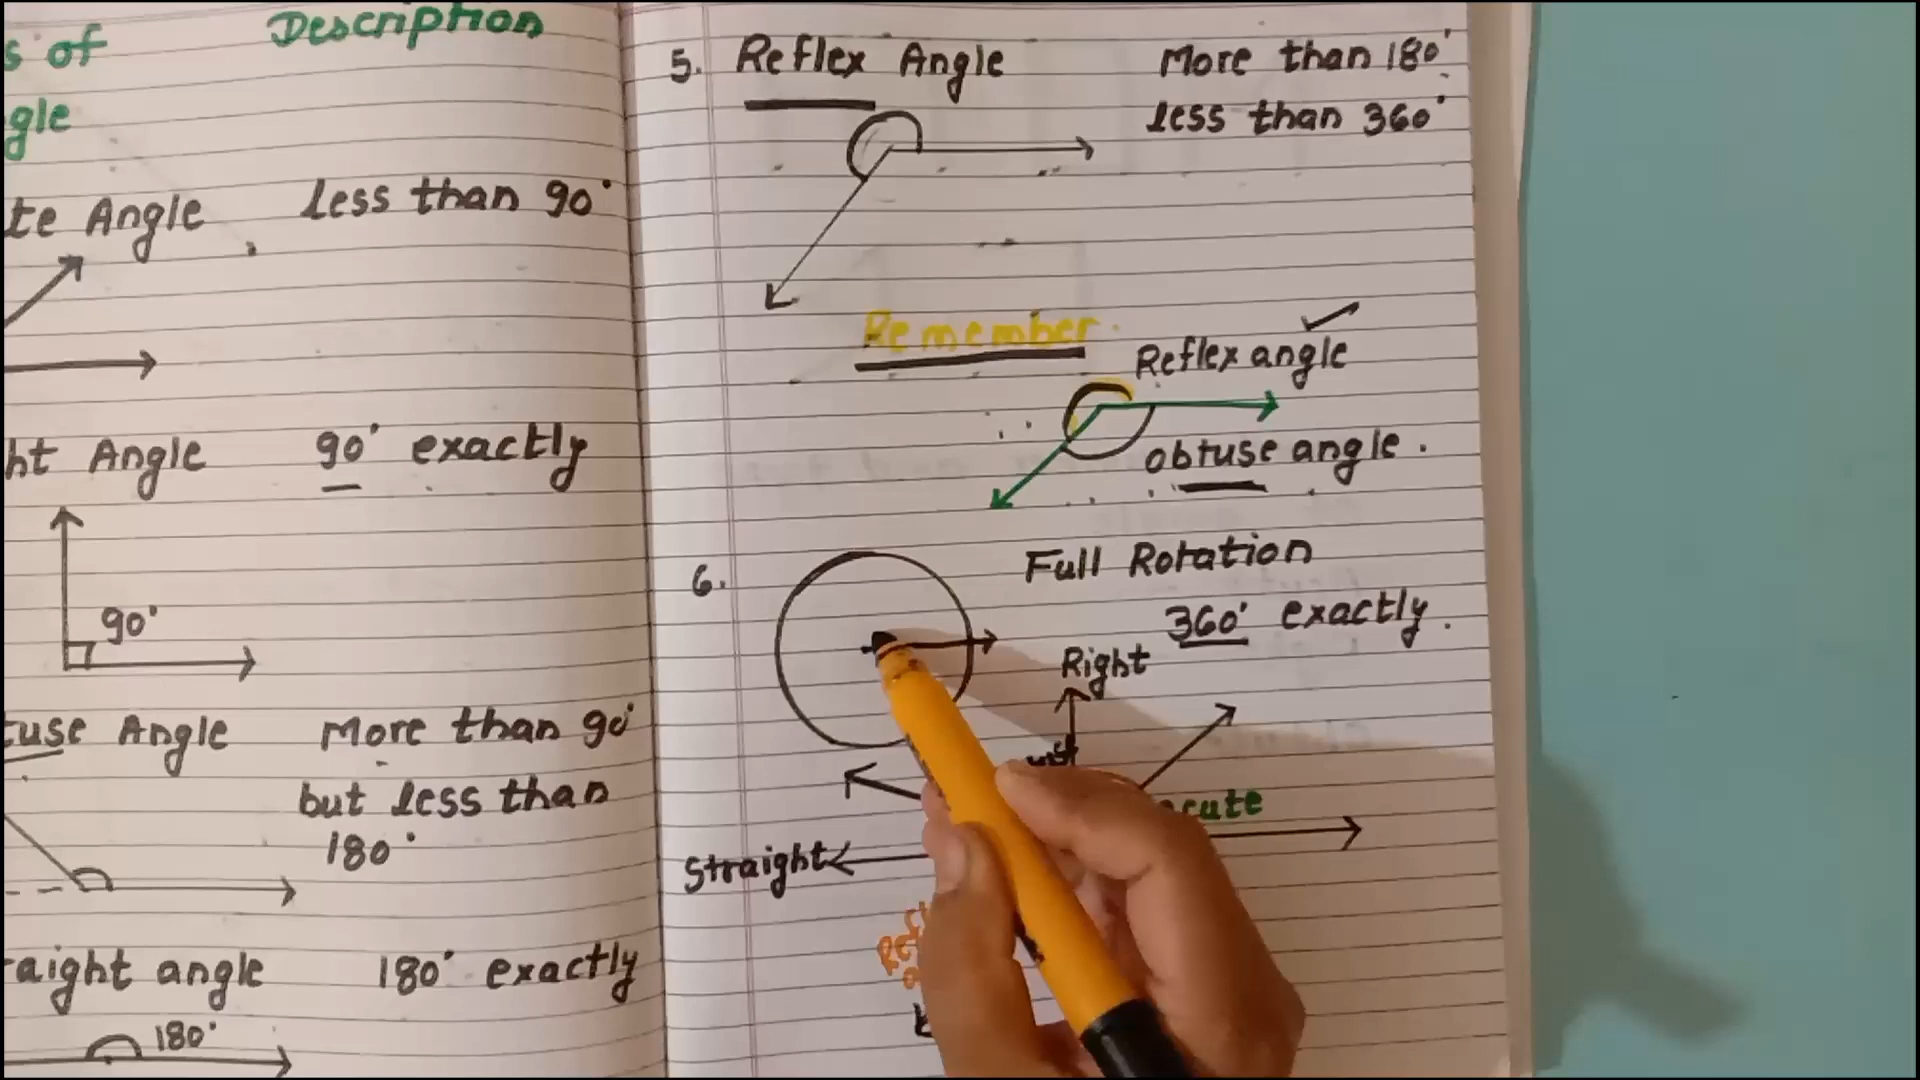 s of Description
gle
te Angle less than 90°
ht Angle 90° exactly
90°
tuse Angle More than 90°
but less than
180°
raight angle 180° exactly
180°
5. Reflex Angle More than 180°
less than 360°
Remember.
Reflex angle
obtuse angle.
6. Full Rotation
360° exactly.
Right
acute
Straight